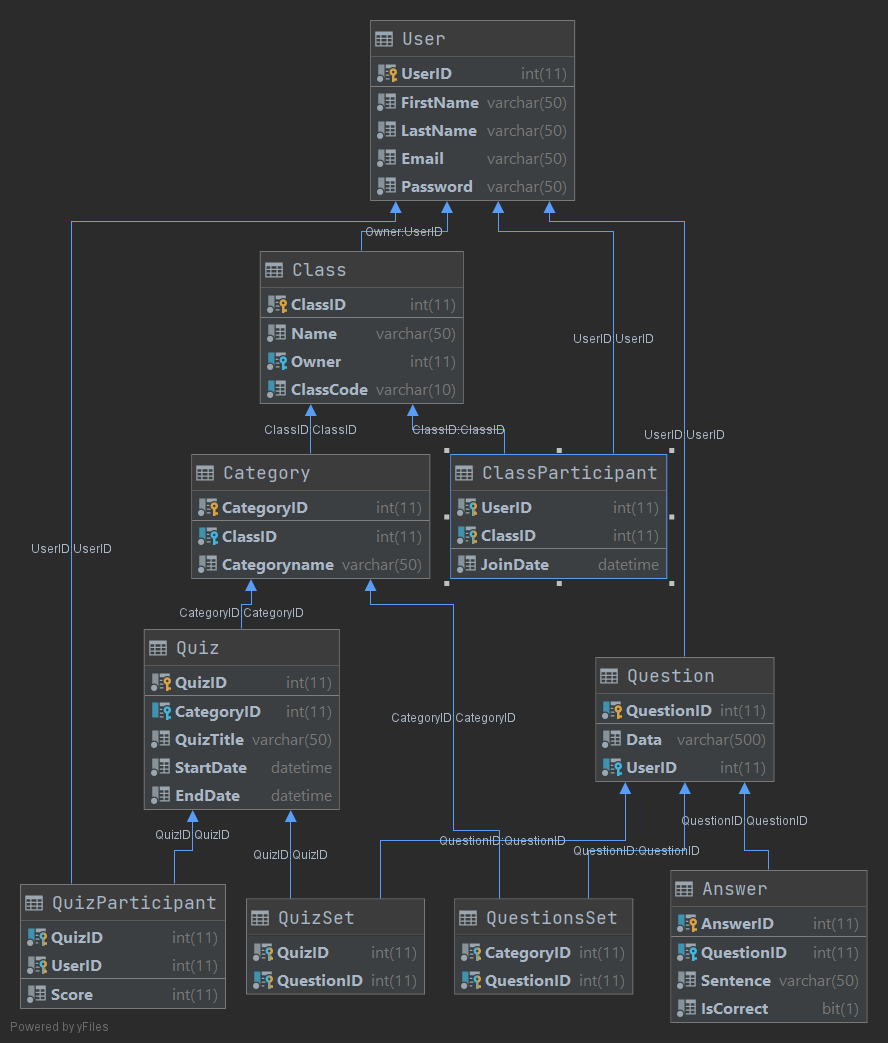 User
UserID int(11)
FirstName varchar(50)
LastName varchar(50)
Email varchar(50)
Password varchar(50)
Owner:UserID
Class
ClassID int(11)
Name varchar(50)
Owner int(11)
ClassCode varchar(10)
UserID:UserID
ClassID:ClassID
ClassID:ClassID
UserID:UserID
Category
CategoryID int(11)
ClassID int(11)
Categoryname varchar(50)
ClassParticipant
UserID int(11)
ClassID int(11)
JoinDate datetime
UserID:UserID
CategoryID:CategoryID
Quiz
QuizID int(11)
CategoryID int(11)
QuizTitle varchar(50)
StartDate datetime
EndDate datetime
CategoryID:CategoryID
Question
QuestionID int(11)
Data varchar(500)
UserID int(11)
QuizID:QuizID
QuizID:QuizID
QuestionID:QuestionID
QuestionID:QuestionID
QuestionID:QuestionID
QuizParticipant
QuizID int(11)
UserID int(11)
Score int(11)
QuizSet
QuizID int(11)
QuestionID int(11)
QuestionsSet
CategoryID int(11)
QuestionID int(11)
Answer
AnswerID int(11)
QuestionID int(11)
Sentence varchar(50)
IsCorrect bit(1)
Powered by yFiles